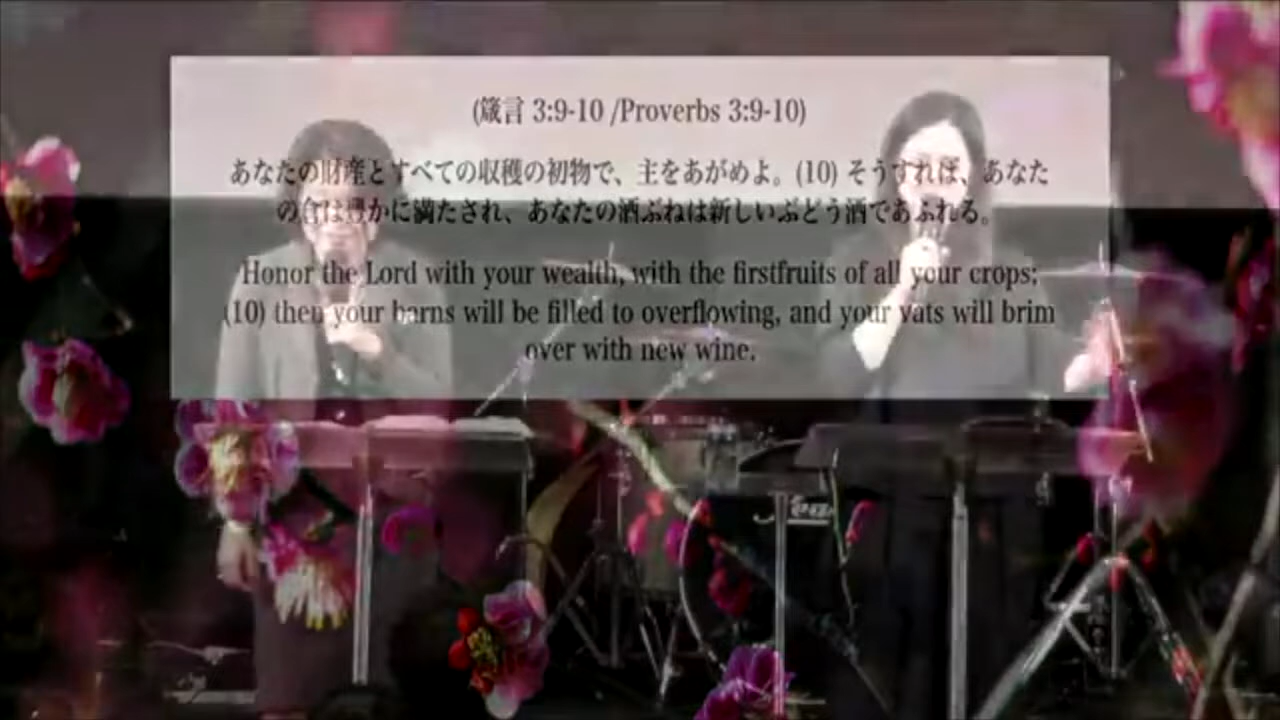 (箴言 3:9-10 /Proverbs 3:9-10)
あなたの財産とすべての収穫の初物で、主をあがめよ。(10) そうすれば、あなた
の倉は豊かに満たされ、あなたの酒ぶねは新しいぶどう酒であふれる。
Honor the Lord with your wealth, with the firstfruits of all your crops;
(10) then your barns will be filled to overflowing, and your vats will brim
over with new wine.